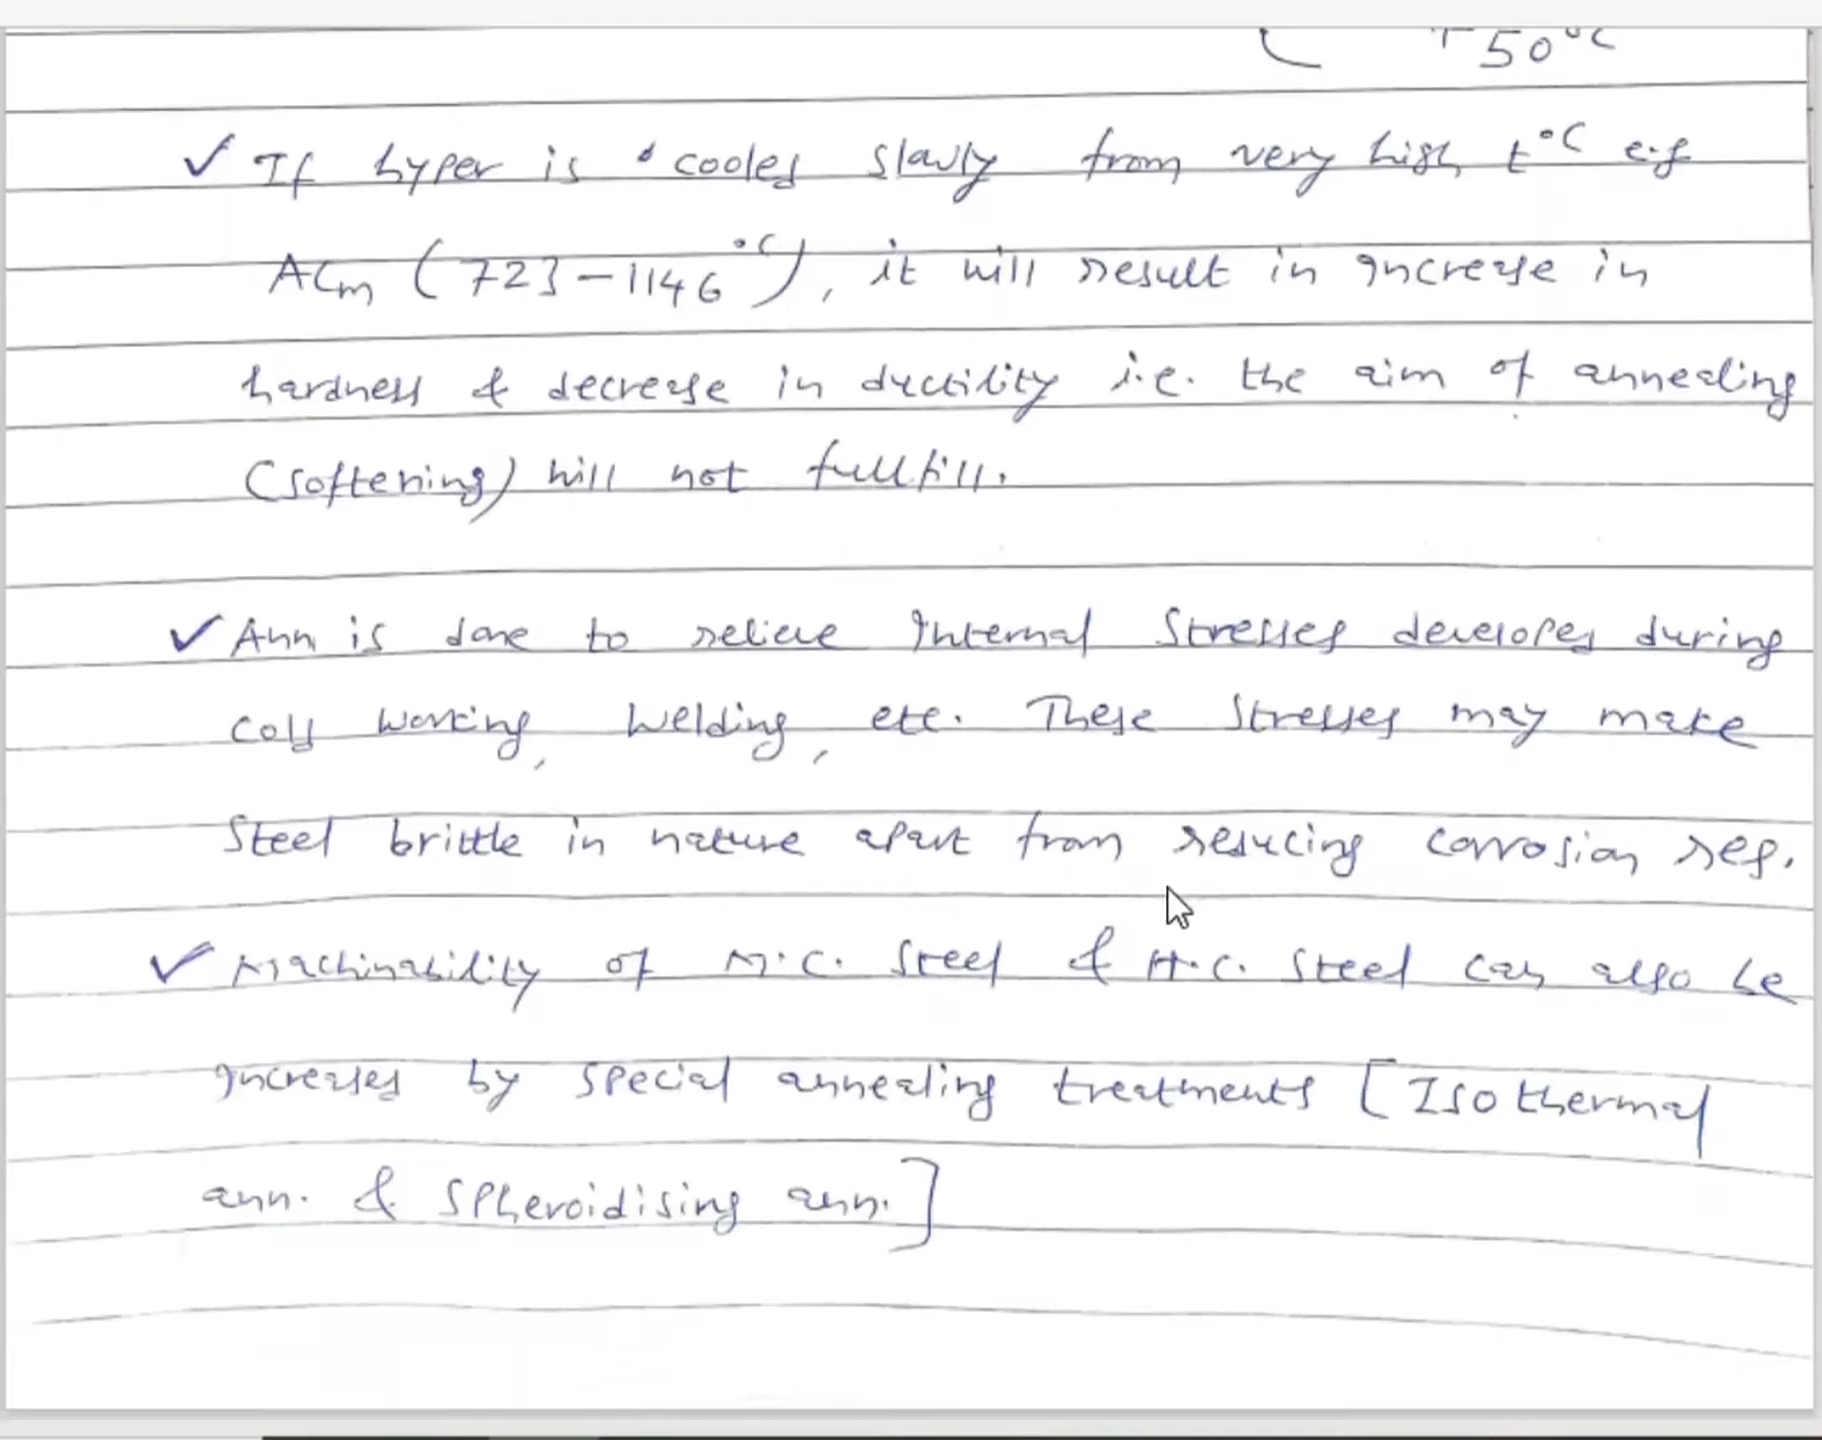 + 50°C
✓ If hyper is cooled slowly from very high t°C e.g
ACm (723-1146°C), it will result in increase in
hardness & decrease in ductility i.e. the aim of annealing
(softening) will not fullfill.
✓ Ann is done to relieve internal stresses developed during
cold working, welding, etc. These stresses may make
steel brittle in nature apart from reducing corrosion res.
✓ Machinability of M.C. steel & H.C. steel can also be
increased by special annealing treatments [Isothermal
ann. & spheroidising ann.]